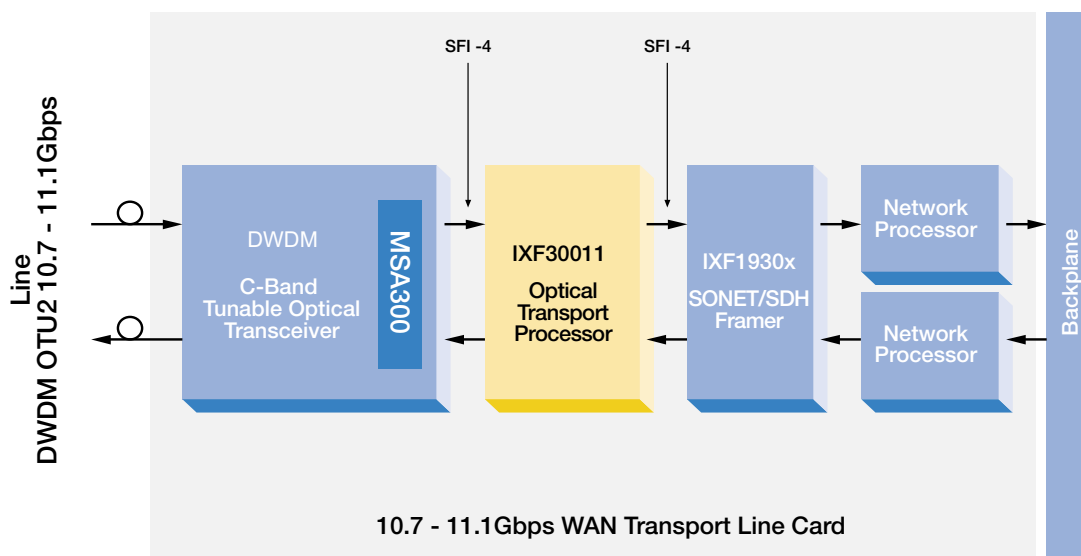 SFI -4
SFI -4
Line
DWDM OTU2 10.7 - 11.1Gbps
DWDM
C-Band
Tunable Optical
Transceiver
MSA300
IXF30011
Optical
Transport
Processor
IXF1930x
SONET/SDH
Framer
Network
Processor
Network
Processor
Backplane
10.7 - 11.1Gbps WAN Transport Line Card